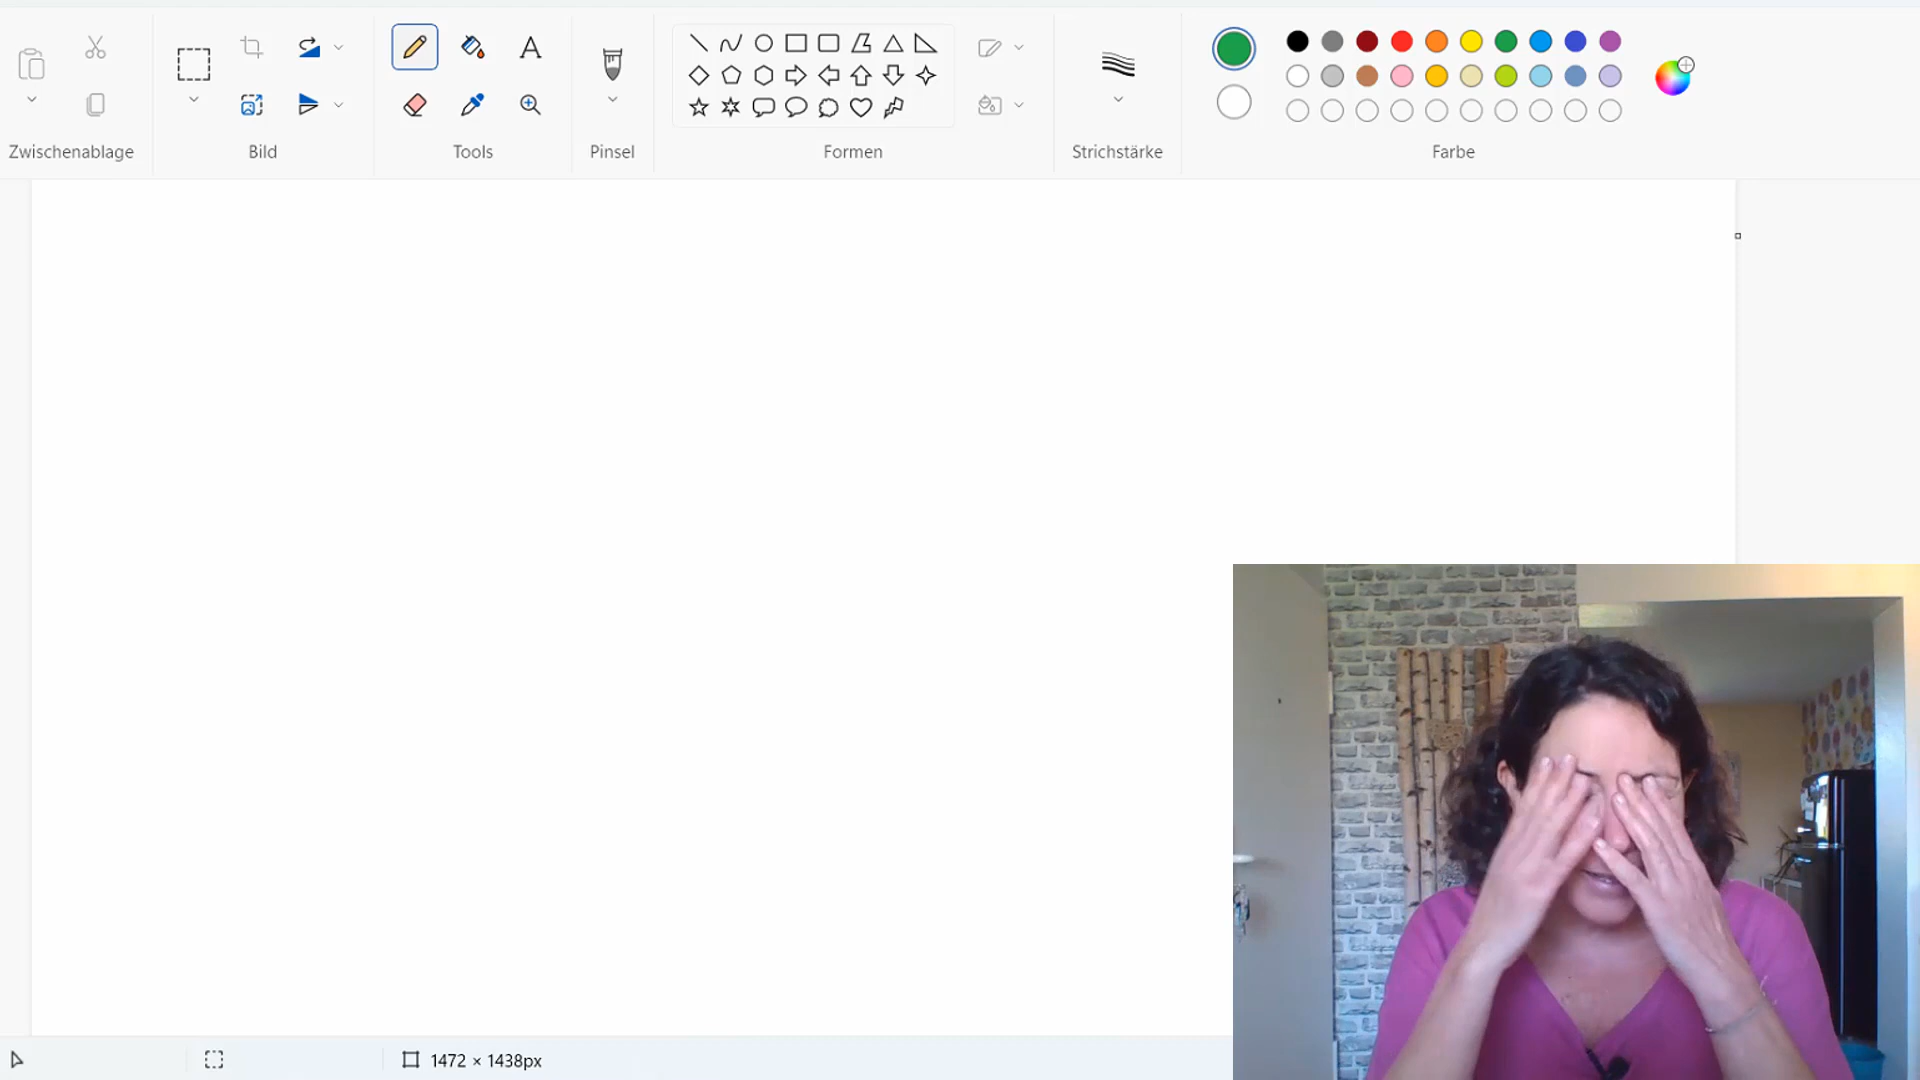 Zwischenablage
Bild
Tools
Pinsel
Formen
Strichstärke
Farbe
1472 × 1438px